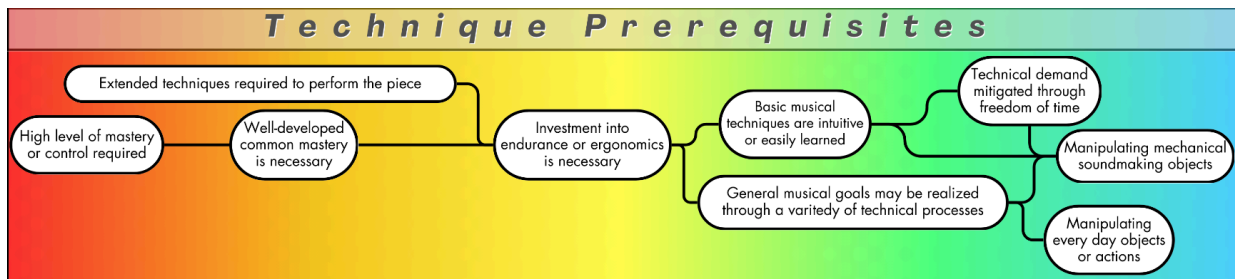 Technique Prerequisites
Extended techniques required to perform the piece
High level of mastery
or control required
Well-developed
common mastery
is necessary
Investment into
endurance or ergonomics
is necessary
Basic musical
techniques are intuitive
or easily learned
General musical goals may be realized
through a varitedy of technical processes
Technical demand
mitigated through
freedom of time
Manipulating mechanical
soundmaking objects
Manipulating
every day objects
or actions